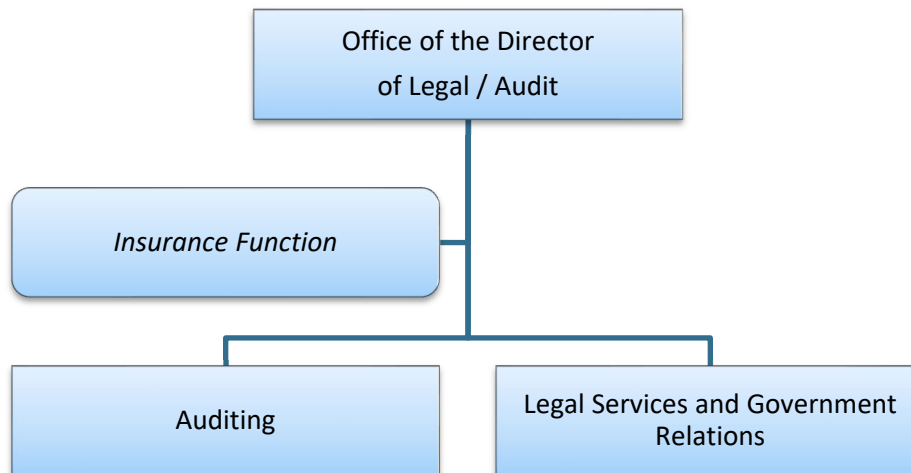 Office of the Director
of Legal / Audit
Insurance Function
Auditing
Legal Services and Government
Relations